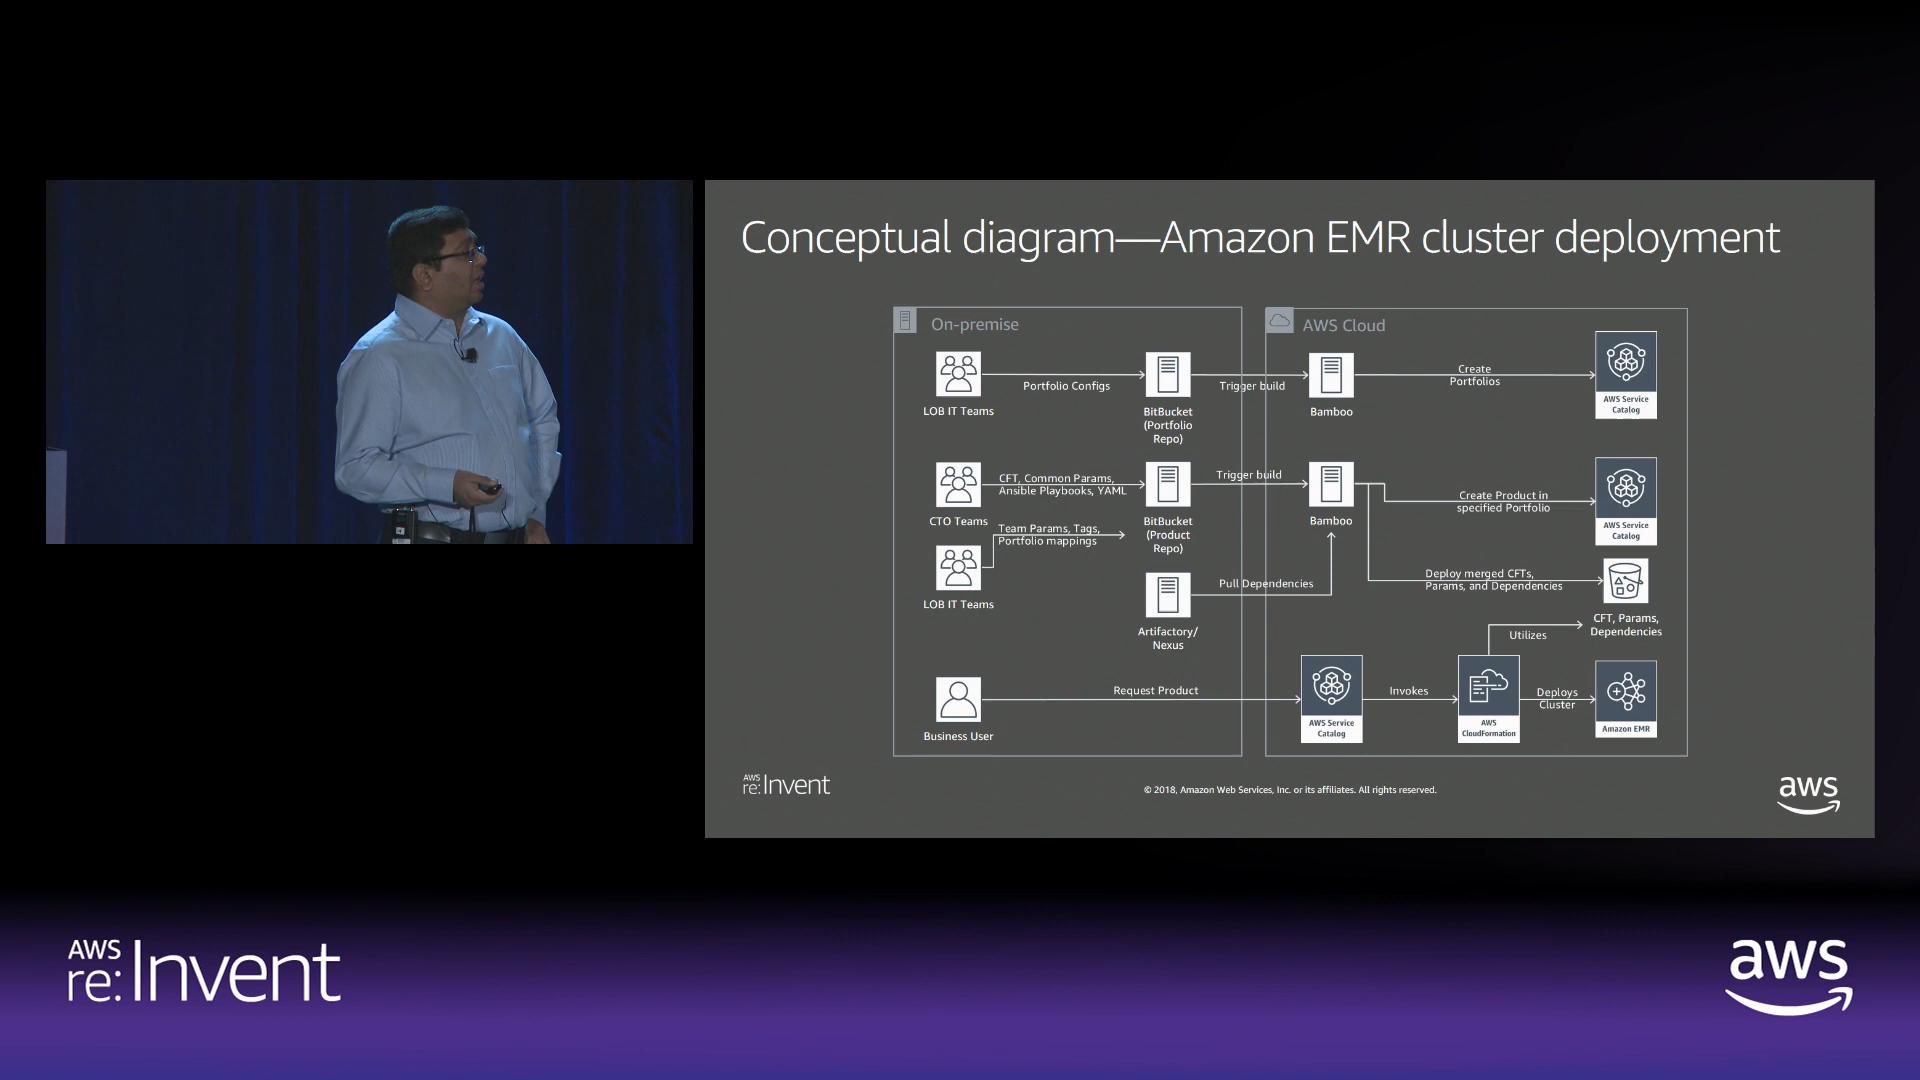 Conceptual diagram—Amazon EMR cluster deployment
On-premise
AWS Cloud
LOB IT Teams
Portfolio Configs
BitBucket
(Portfolio
Repo)
Trigger build
Bamboo
Create
Portfolios
AWS Service
Catalog
CTO Teams
CFT, Common Params,
Ansible Playbooks, YAML
BitBucket
(Product
Repo)
Trigger build
Bamboo
Create Product in
specified Portfolio
AWS Service
Catalog
Team Params, Tags,
Portfolio mappings
LOB IT Teams
Artifactory/
Nexus
Pull Dependencies
Deploy merged CFTs,
Params, and Dependencies
CFT, Params,
Dependencies
Utilizes
Business User
Request Product
AWS Service
Catalog
Invokes
AWS
CloudFormation
Deploys
Cluster
Amazon EMR
AWS
re:Invent
© 2018, Amazon Web Services, Inc. or its affiliates. All rights reserved.
aws
AWS
re:Invent
aws